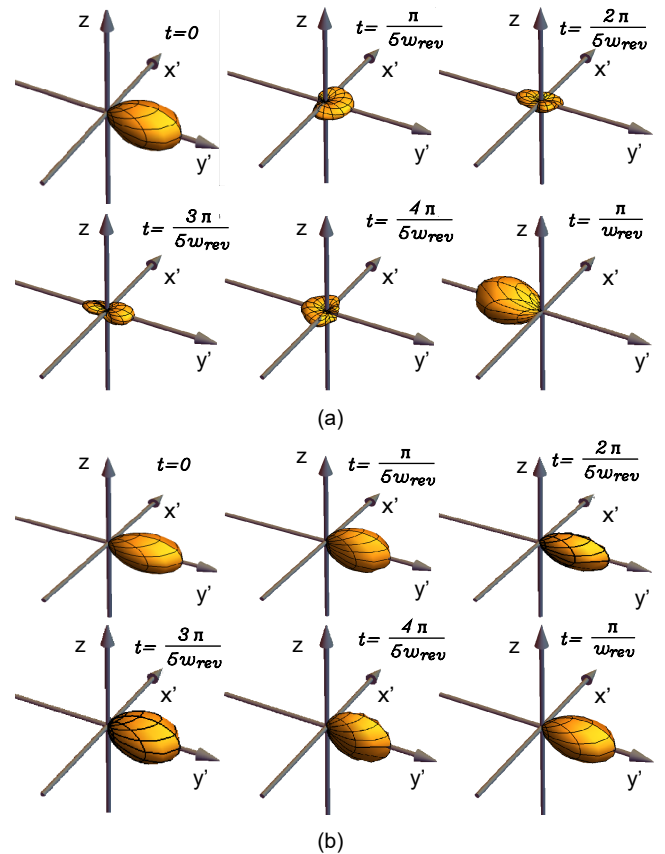 z t=0 x' y'
z t= π/5w_rev x' y'
z t= 2π/5w_rev x' y'
z t= 3π/5w_rev x' y'
z t= 4π/5w_rev x' y'
z t= π/w_rev x' y'
(a)
z t=0 x' y'
z t= π/5w_rev x' y'
z t= 2π/5w_rev x' y'
z t= 3π/5w_rev x' y'
z t= 4π/5w_rev x' y'
z t= π/w_rev x' y'
(b)